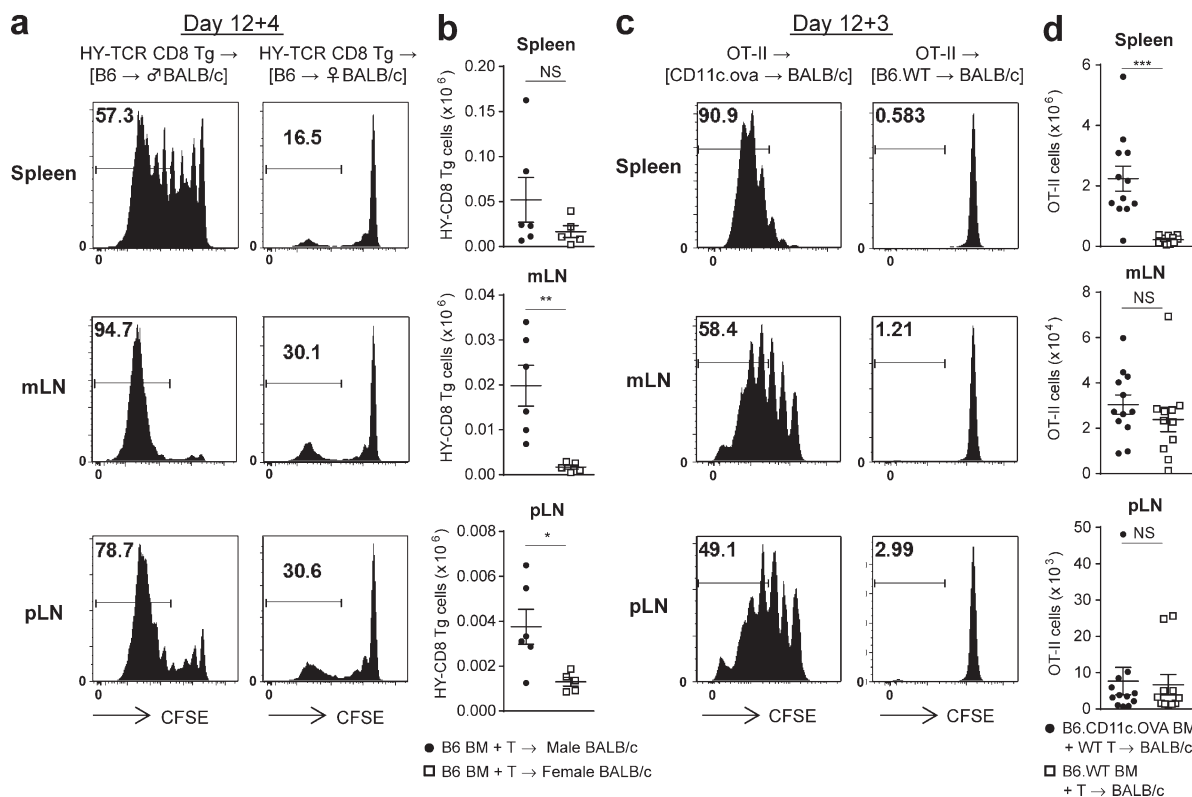 a
Day 12+4
HY-TCR CD8 Tg →
[B6 → ♂BALB/c]
HY-TCR CD8 Tg →
[B6 → ♀BALB/c]
Spleen
57.3
0
0
16.5
0
0
mLN
94.7
0
0
30.1
0
0
pLN
78.7
0
0
30.6
0
0
CFSE
CFSE
b
Spleen
NS
HY-CD8 Tg cells (x10⁶)
0.20
0.15
0.10
0.05
0.00
mLN
**
HY-CD8 Tg cells (x10⁶)
0.04
0.03
0.02
0.01
0.00
pLN
*
HY-CD8 Tg cells (x10⁶)
0.008
0.006
0.004
0.002
0.000
● B6 BM + T → Male BALB/c
□ B6 BM + T → Female BALB/c
c
Day 12+3
OT-II →
[CD11c.ova → BALB/c]
OT-II →
[B6.WT → BALB/c]
Spleen
90.9
0
0
0.583
0
0
mLN
58.4
0
0
1.21
0
0
pLN
49.1
0
0
2.99
0
0
CFSE
CFSE
d
Spleen
***
OT-II cells (x10⁶)
6
4
2
0
mLN
NS
OT-II cells (x10⁴)
8
6
4
2
0
pLN
NS
OT-II cells (x10³)
50
40
30
20
10
0
● B6.CD11c.OVA BM
+ WT T → BALB/c
□ B6.WT BM
+ T → BALB/c